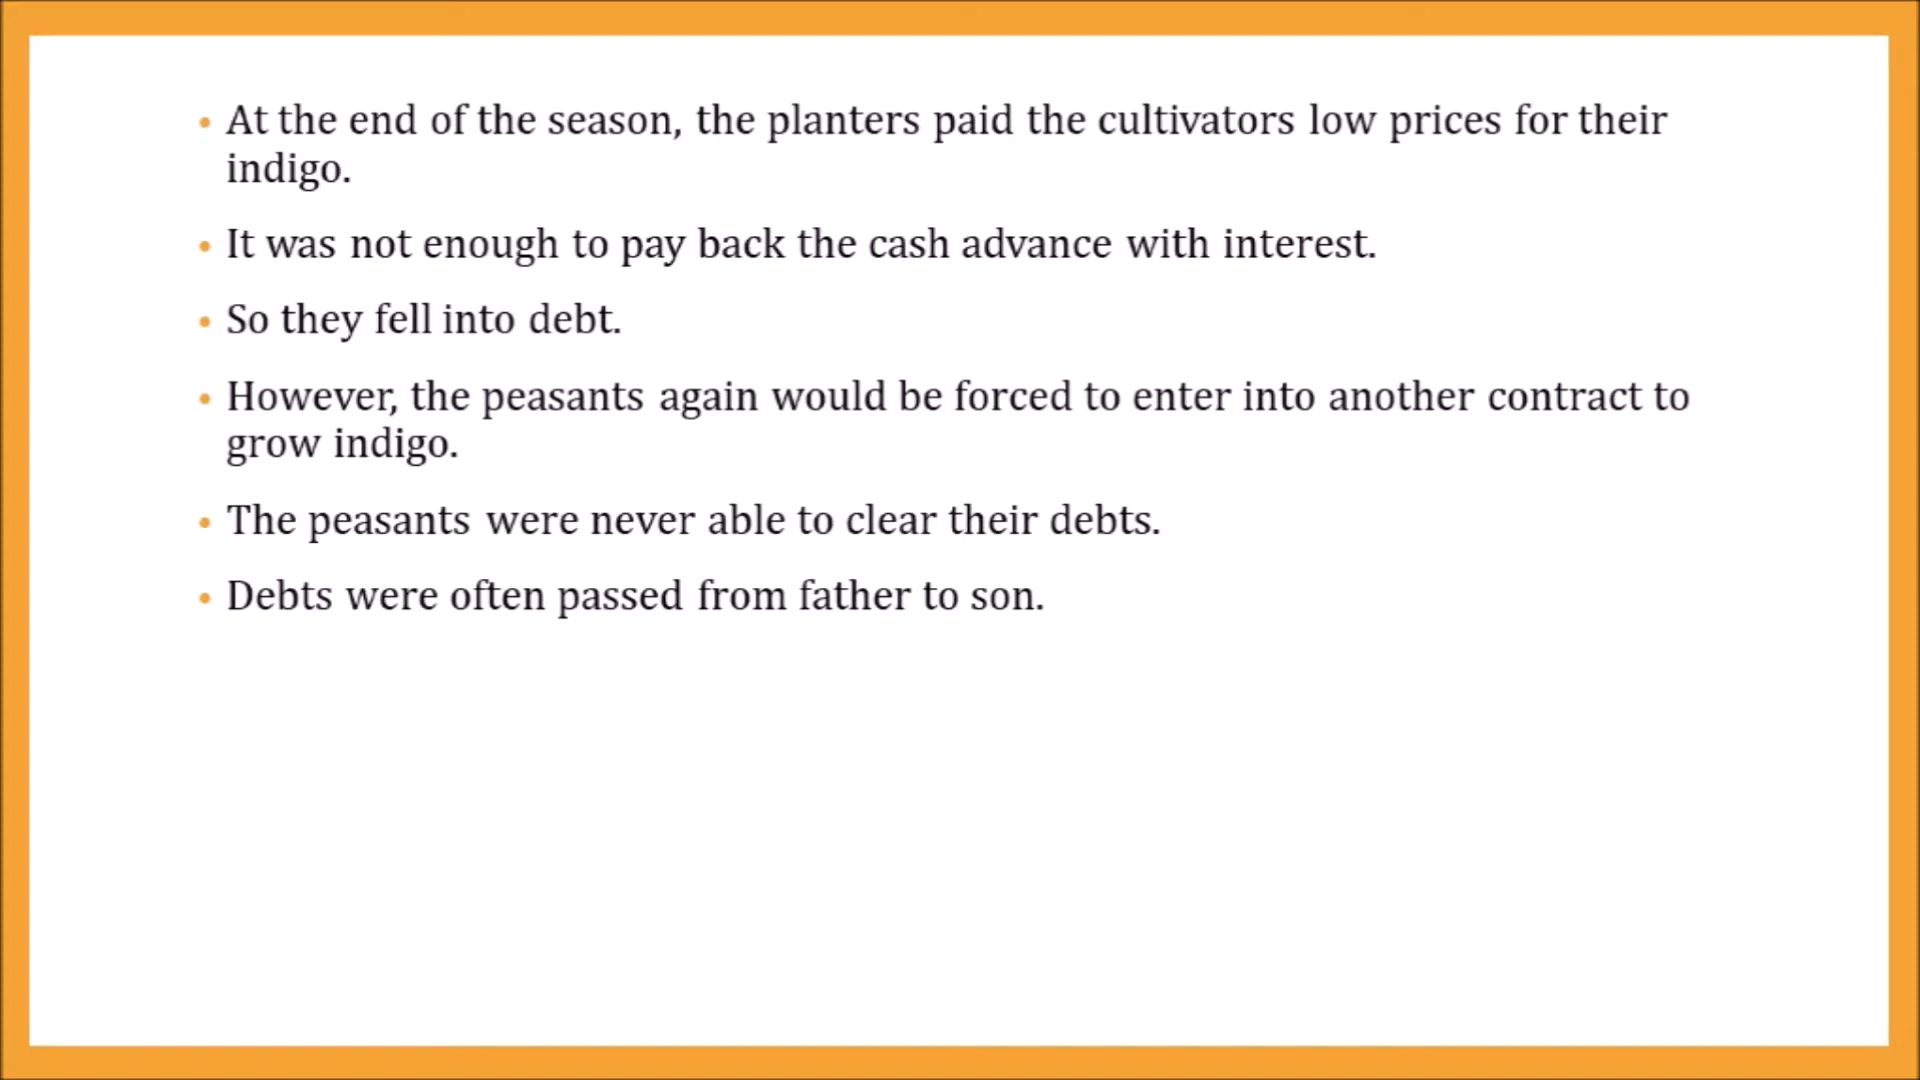 • At the end of the season, the planters paid the cultivators low prices for their
indigo.
• It was not enough to pay back the cash advance with interest.
• So they fell into debt.
• However, the peasants again would be forced to enter into another contract to
grow indigo.
• The peasants were never able to clear their debts.
• Debts were often passed from father to son.